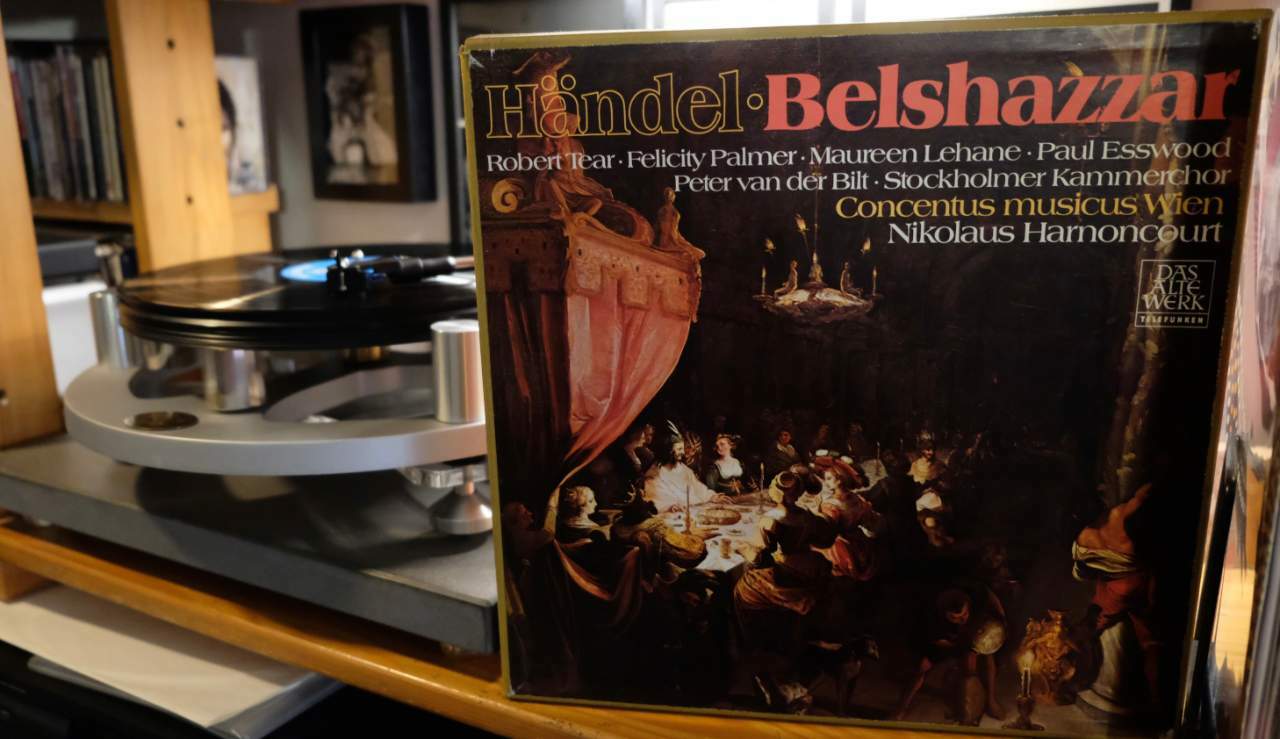 Händel·Belshazzar
Robert Tear · Felicity Palmer · Maureen Lehane · Paul Esswood
Peter van der Bilt · Stockholmer Kammerchor
Concentus musicus Wien
Nikolaus Harnoncourt
DAS
ALTE
WERK
TELEFUNKEN